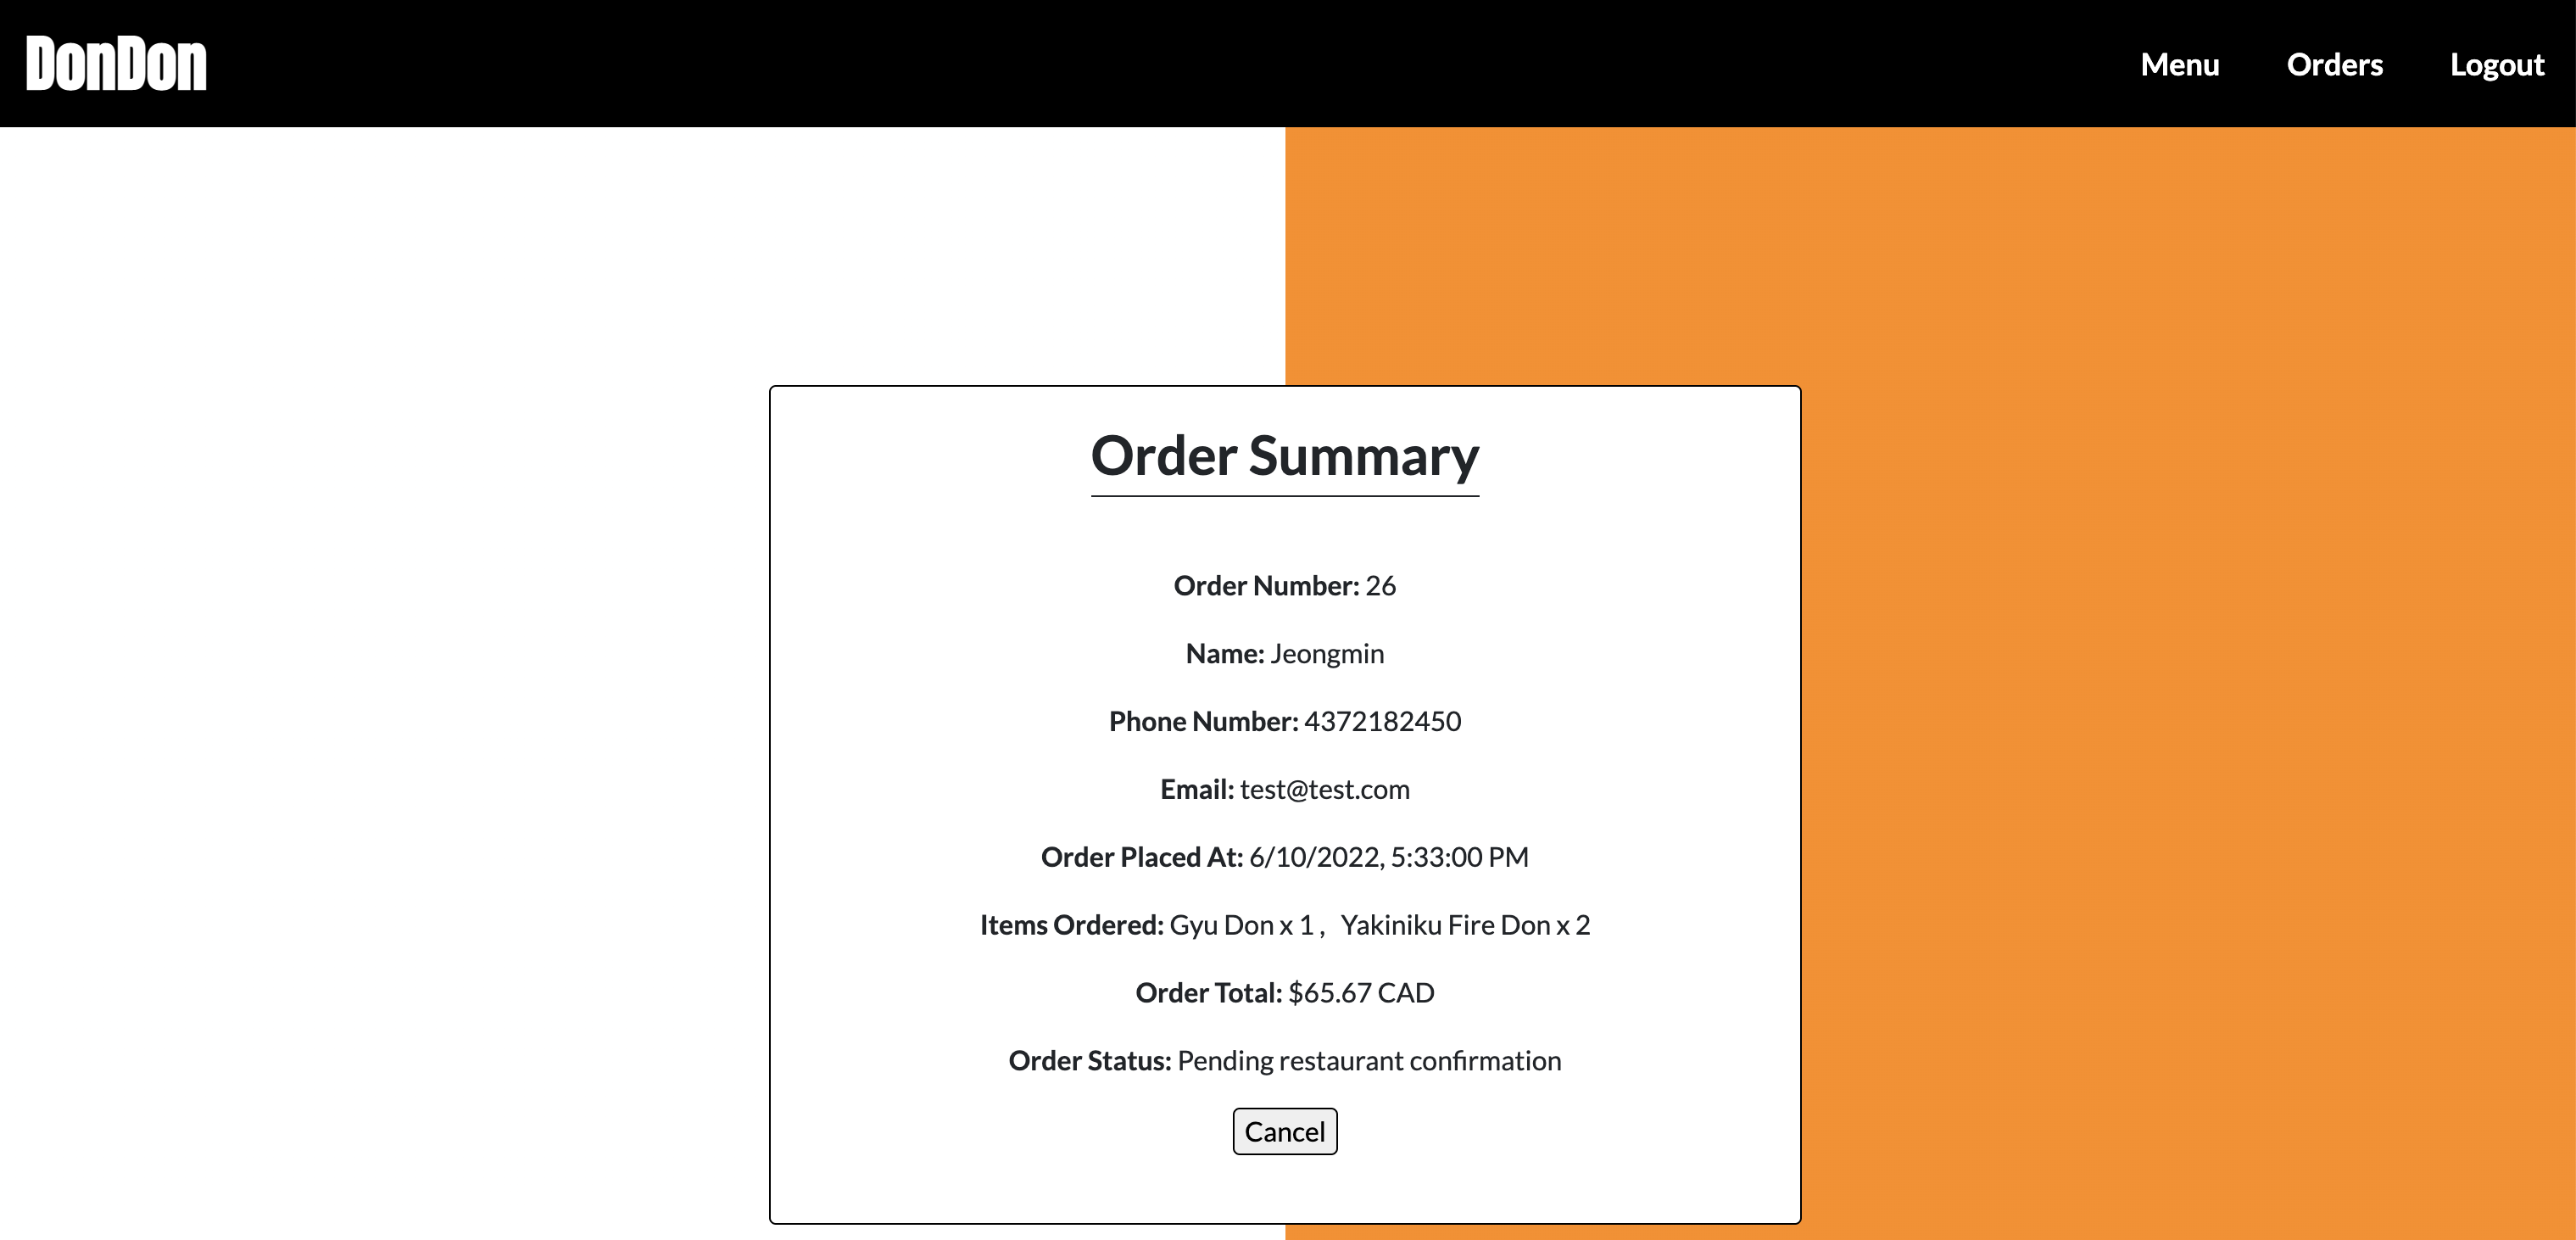 DonDon
Menu Orders Logout
Order Summary
Order Number: 26
Name: Jeongmin
Phone Number: 4372182450
Email: test@test.com
Order Placed At: 6/10/2022, 5:33:00 PM
Items Ordered: Gyu Don x 1 , Yakiniku Fire Don x 2
Order Total: $65.67 CAD
Order Status: Pending restaurant confirmation
Cancel